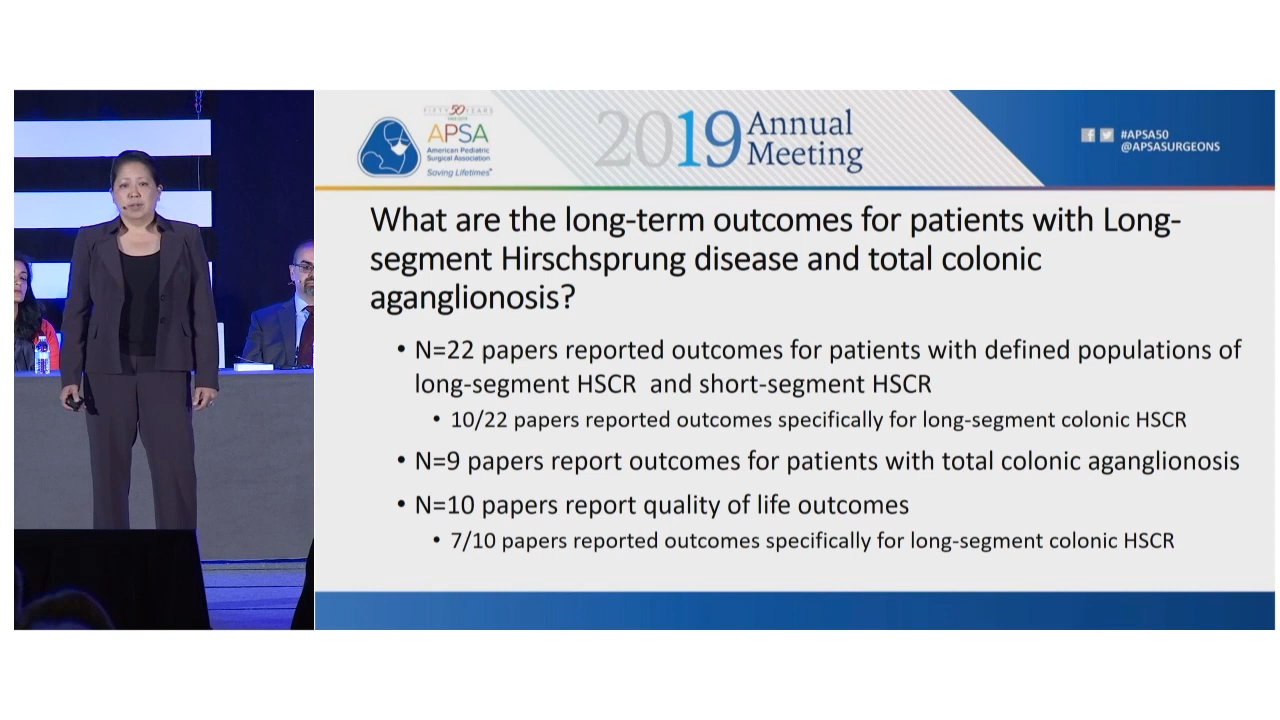 FIFTY 50 YEARS
APSA
American Pediatric
Surgical Association
Saving Lifetimes™
2019 Annual
Meeting
#APSA50
@APSASURGEONS
What are the long-term outcomes for patients with Long-
segment Hirschsprung disease and total colonic
aganglionosis?
• N=22 papers reported outcomes for patients with defined populations of
long-segment HSCR and short-segment HSCR
• 10/22 papers reported outcomes specifically for long-segment colonic HSCR
• N=9 papers report outcomes for patients with total colonic aganglionosis
• N=10 papers report quality of life outcomes
• 7/10 papers reported outcomes specifically for long-segment colonic HSCR